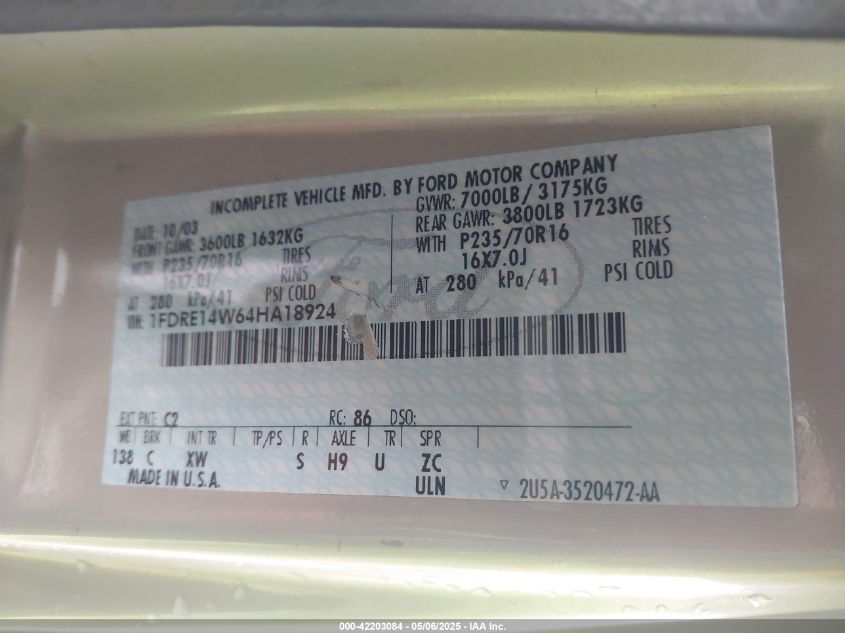 INCOMPLETE VEHICLE MFD. BY FORD MOTOR COMPANY
DATE: 10/03
GVWR: 7000LB/ 3175KG
FRONT GAWR: 3600LB 1632KG
REAR GAWR: 3800LB 1723KG
WITH P235/70R16 TIRES
WITH P235/70R16 TIRES
16X7.0J RIMS
16X7.0J RIMS
AT 280 kPa/41 PSI COLD
AT 280 kPa/41 PSI COLD
VIN: 1FDRE14W64HA18924
Ford
EXT PNT: C2 RC: 86 DSO:
WB BRK INT TR TP/PS R AXLE TR SPR
138 C XW S H9 U ZC
MADE IN U.S.A. ULN
2U5A-3520472-AA
000-42203084 - 05/06/2025 - IAA Inc.